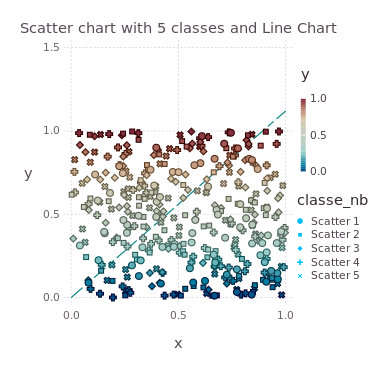 Scatter chart with 5 classes and Line Chart
1.5
1.0
0.5
0.0
y
0.0
0.5
1.0
x
y
1.0
0.5
0.0
classe_nb
Scatter 1
Scatter 2
Scatter 3
Scatter 4
Scatter 5